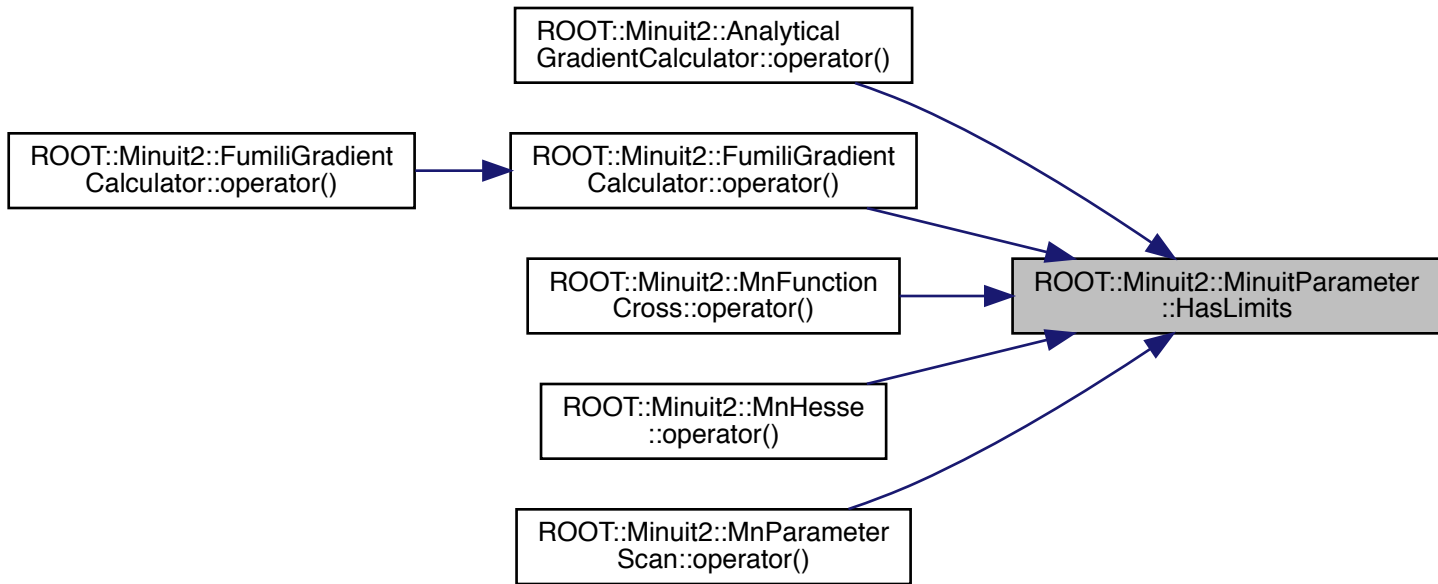 ROOT::Minuit2::Analytical
GradientCalculator::operator()
ROOT::Minuit2::FumiliGradient
Calculator::operator()
ROOT::Minuit2::FumiliGradient
Calculator::operator()
ROOT::Minuit2::MnFunction
Cross::operator()
ROOT::Minuit2::MinuitParameter
::HasLimits
ROOT::Minuit2::MnHesse
::operator()
ROOT::Minuit2::MnParameter
Scan::operator()